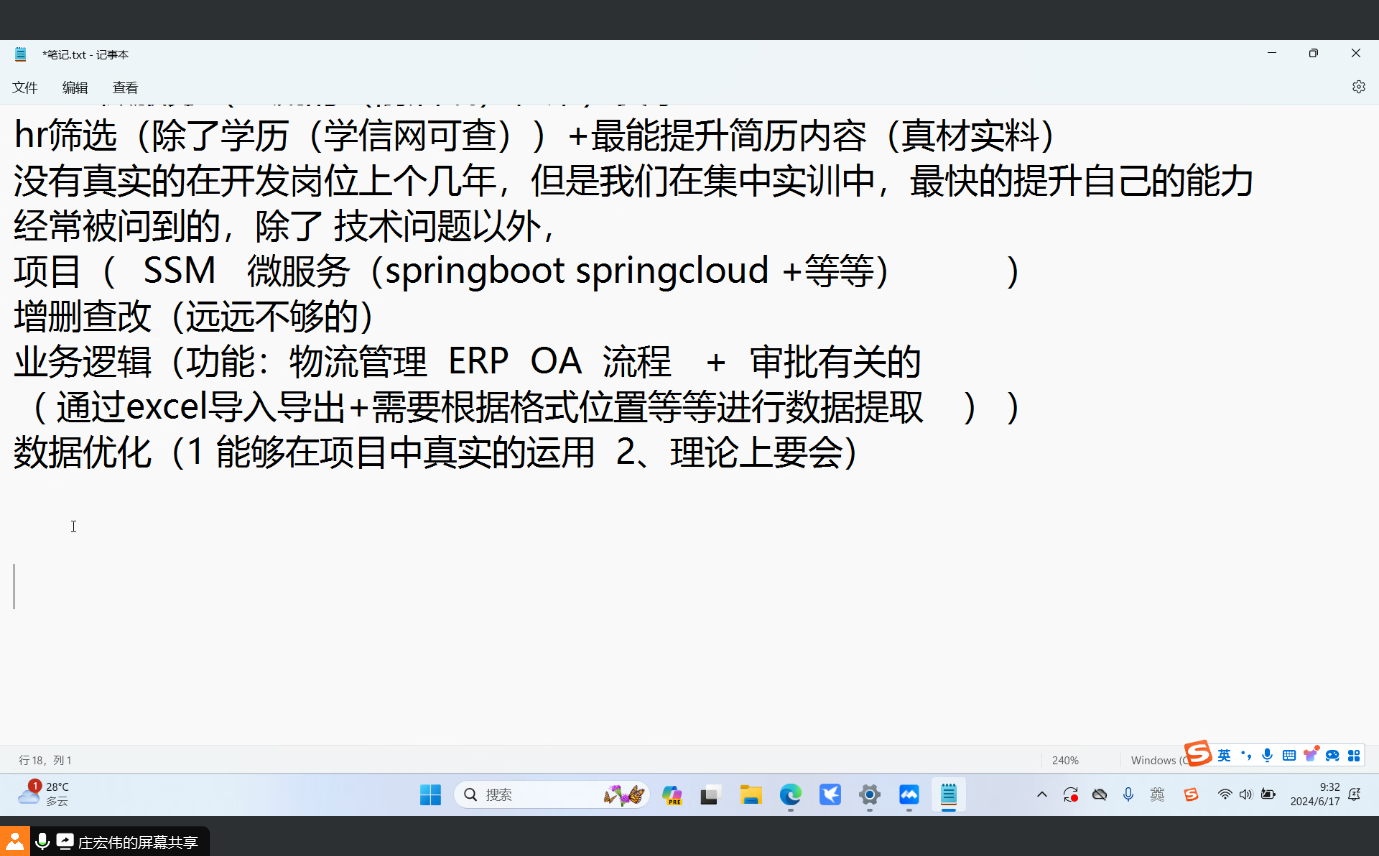 *笔记.txt - 记事本
文件 编辑 查看
hr筛选（除了学历（学信网可查））+最能提升简历内容（真材实料）
没有真实的在开发岗位上个几年，但是我们在集中实训中，最快的提升自己的能力
经常被问到的，除了 技术问题以外，
项目（ SSM 微服务（springboot springcloud +等等） ）
增删查改（远远不够的）
业务逻辑（功能：物流管理 ERP OA 流程 + 审批有关的
（ 通过excel导入导出+需要根据格式位置等等进行数据提取 ） ）
数据优化（1 能够在项目中真实的运用 2、理论上要会）
行 18，列 1
240%
Windows (
英
1
28°C
多云
搜索
PRE
英
9:32
2024/6/17
庄宏伟的屏幕共享